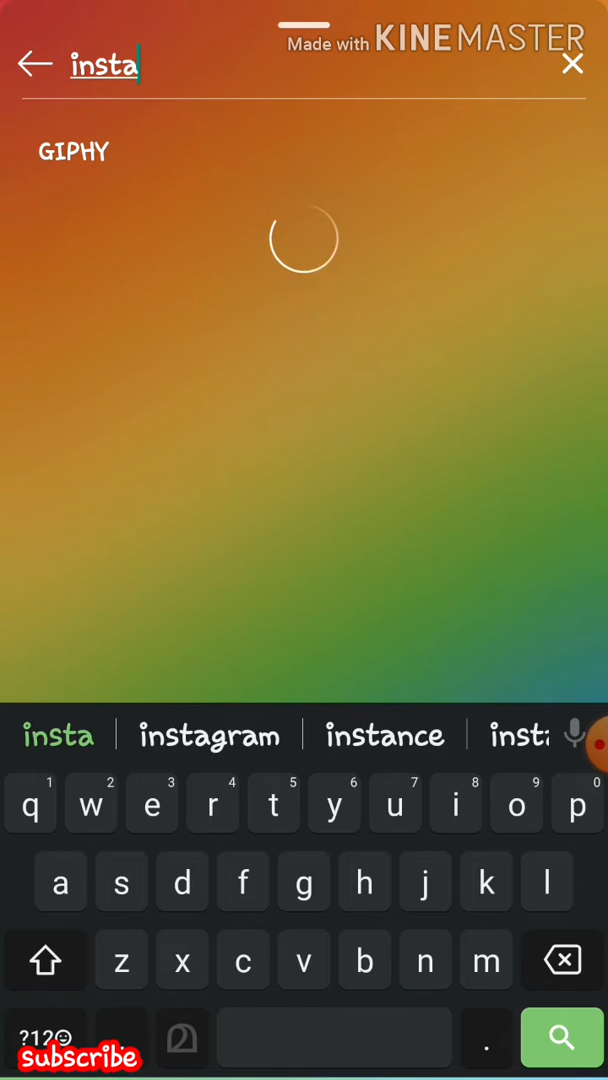 Made with KINEMASTER
insta
GIPHY
insta instagram instance insta
1 2 3 4 5 6 7 8 9 0
q w e r t y u i o p
a s d f g h j k l
z x c v b n m
?12 , മ .
subscribe